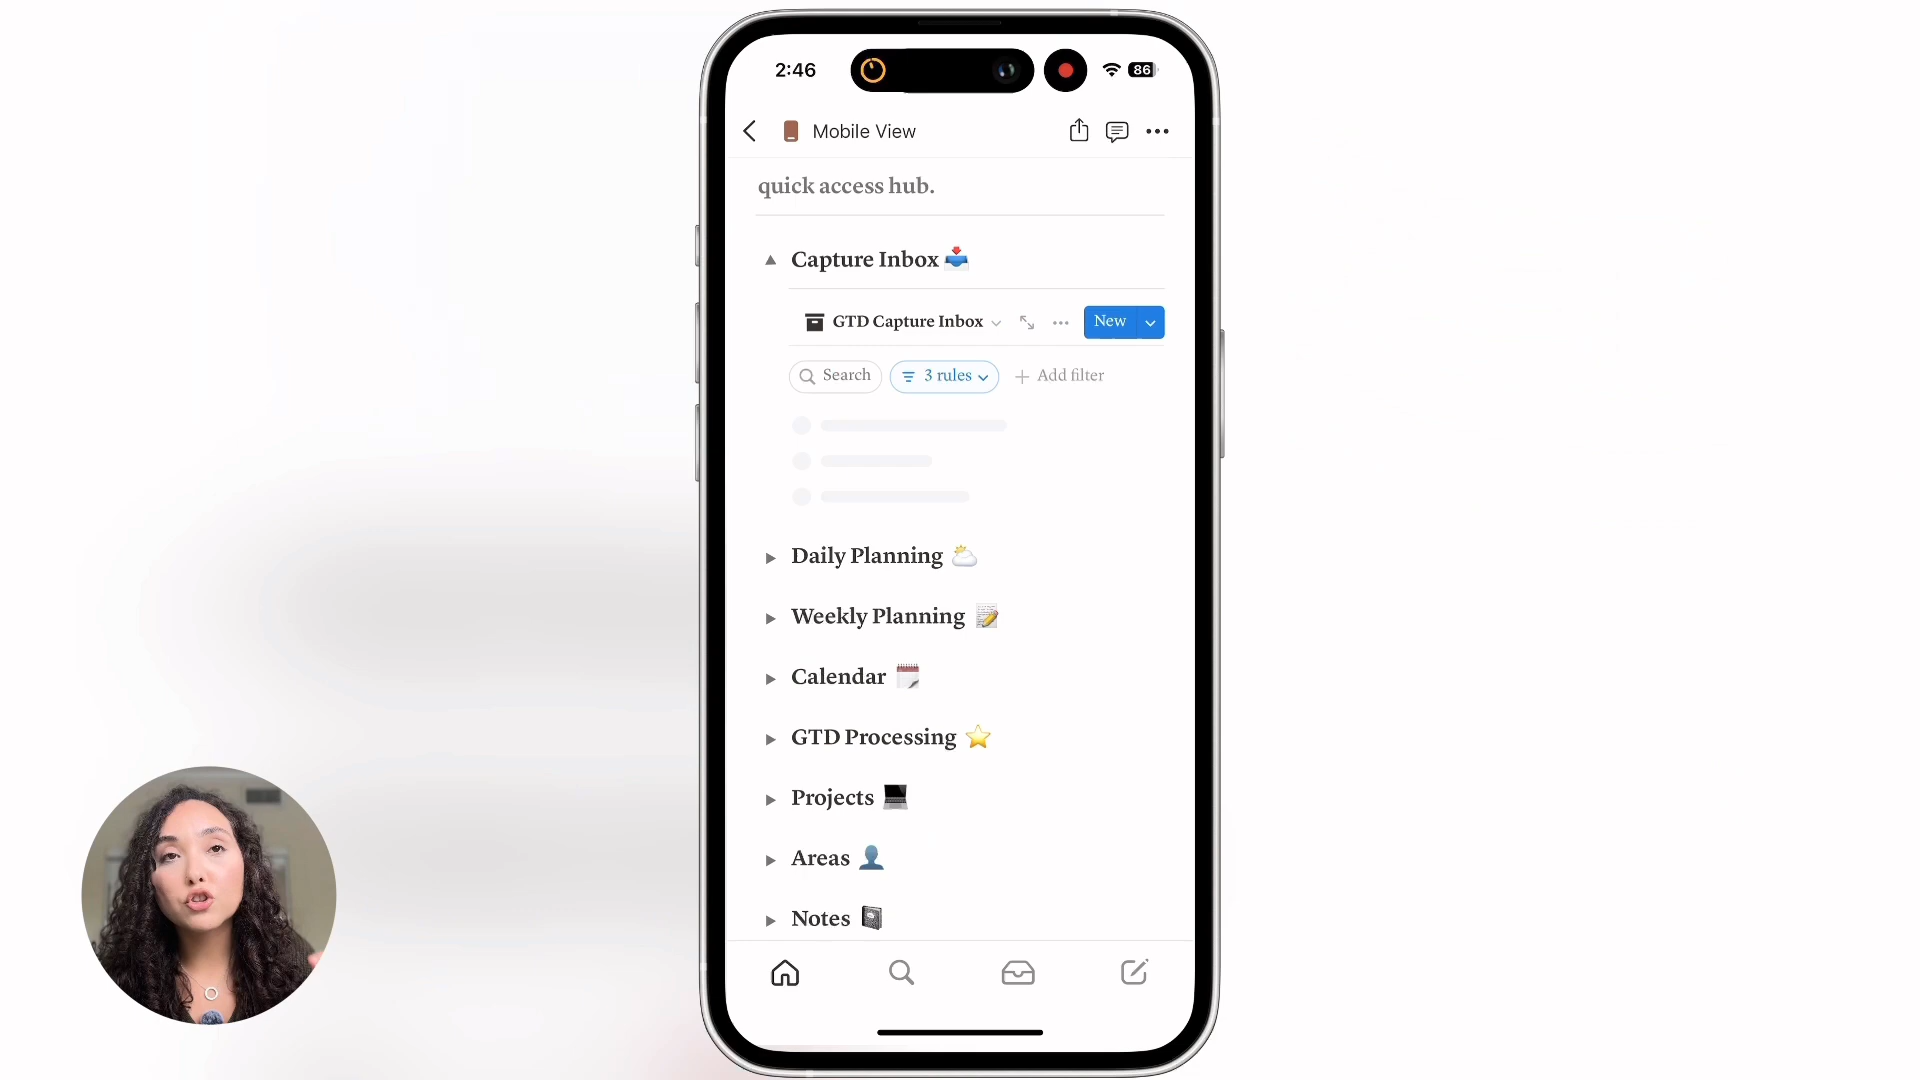 2:46
86
Mobile View
quick access hub.
Capture Inbox
GTD Capture Inbox
New
Search
3 rules
Add filter
Daily Planning
Weekly Planning
Calendar
GTD Processing
Projects
Areas
Notes